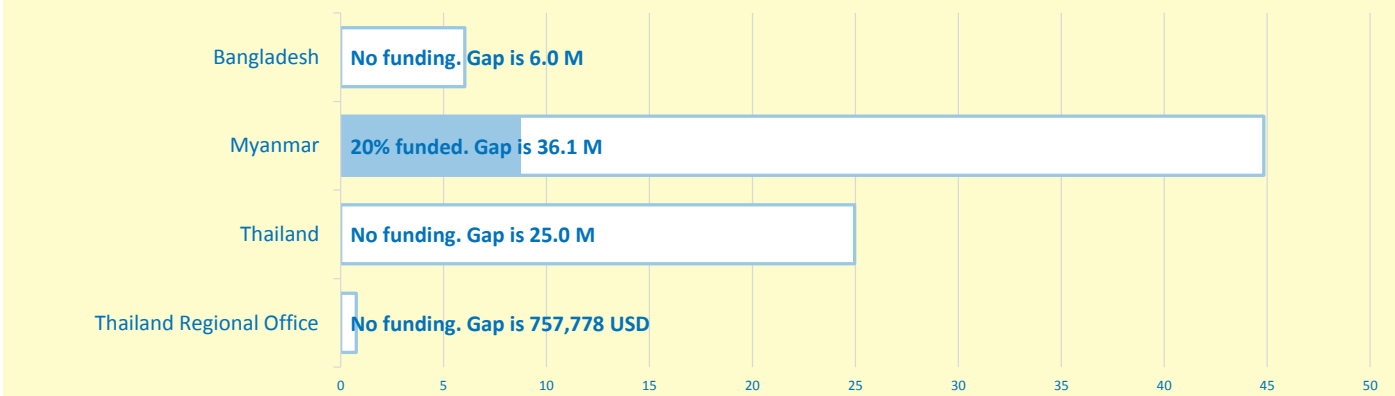 Bangladesh No funding. Gap is 6.0 M
Myanmar 20% funded. Gap is 36.1 M
Thailand No funding. Gap is 25.0 M
Thailand Regional Office No funding. Gap is 757,778 USD
0 5 10 15 20 25 30 35 40 45 50